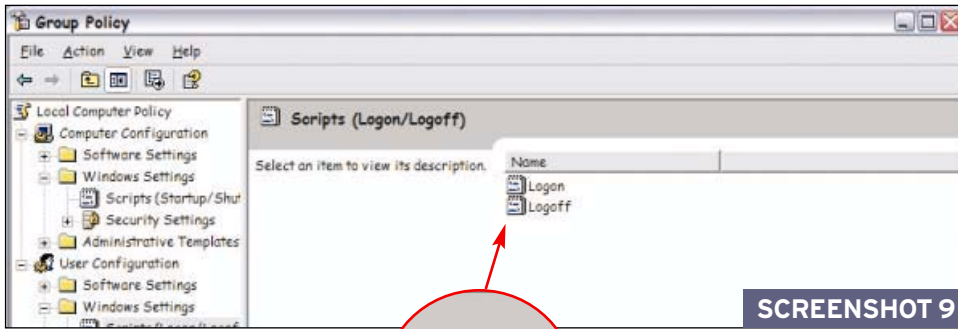 Group Policy
File Action View Help
Local Computer Policy
Computer Configuration
Software Settings
Windows Settings
Scripts (Startup/Shut
Security Settings
Administrative Templates
User Configuration
Software Settings
Windows Settings
Scripts (Logon/Logoff)
Select an item to view its description.
Name
Logon
Logoff
SCREENSHOT 9